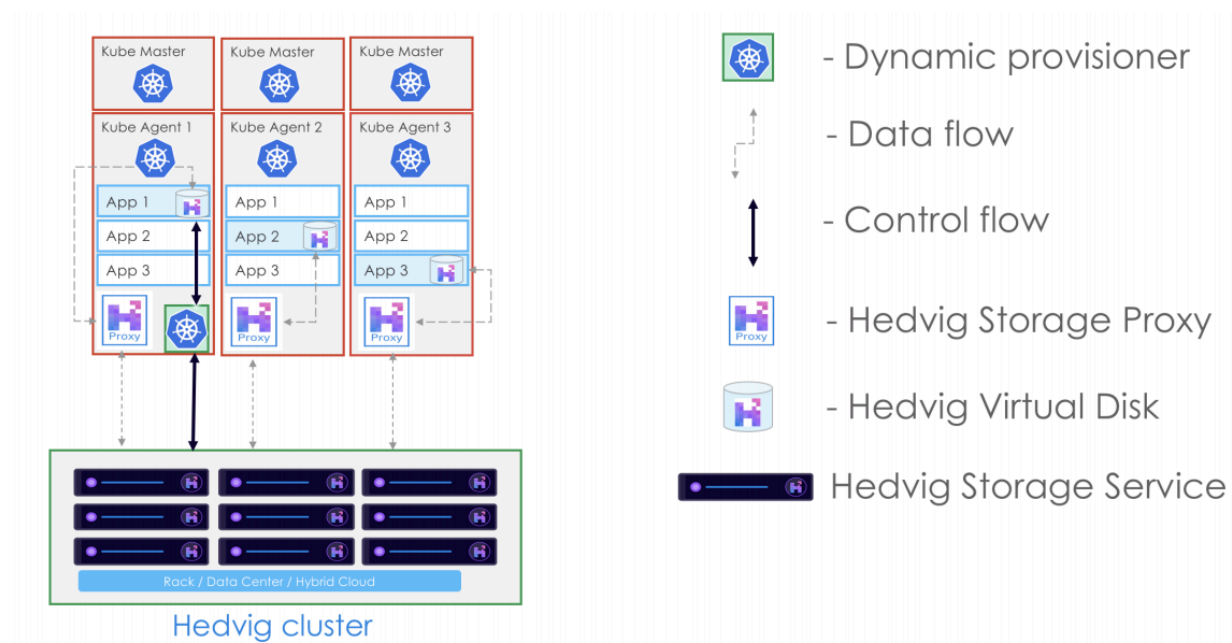 Kube Master
Kube Master
Kube Master
Kube Agent 1
Kube Agent 2
Kube Agent 3
App 1
App 1
App 1
App 2
App 2
App 2
App 3
App 3
App 3
Proxy
Proxy
Proxy
Rack / Data Center / Hybrid Cloud
Hedvig cluster
- Dynamic provisioner
- Data flow
- Control flow
Proxy
- Hedvig Storage Proxy
- Hedvig Virtual Disk
Hedvig Storage Service